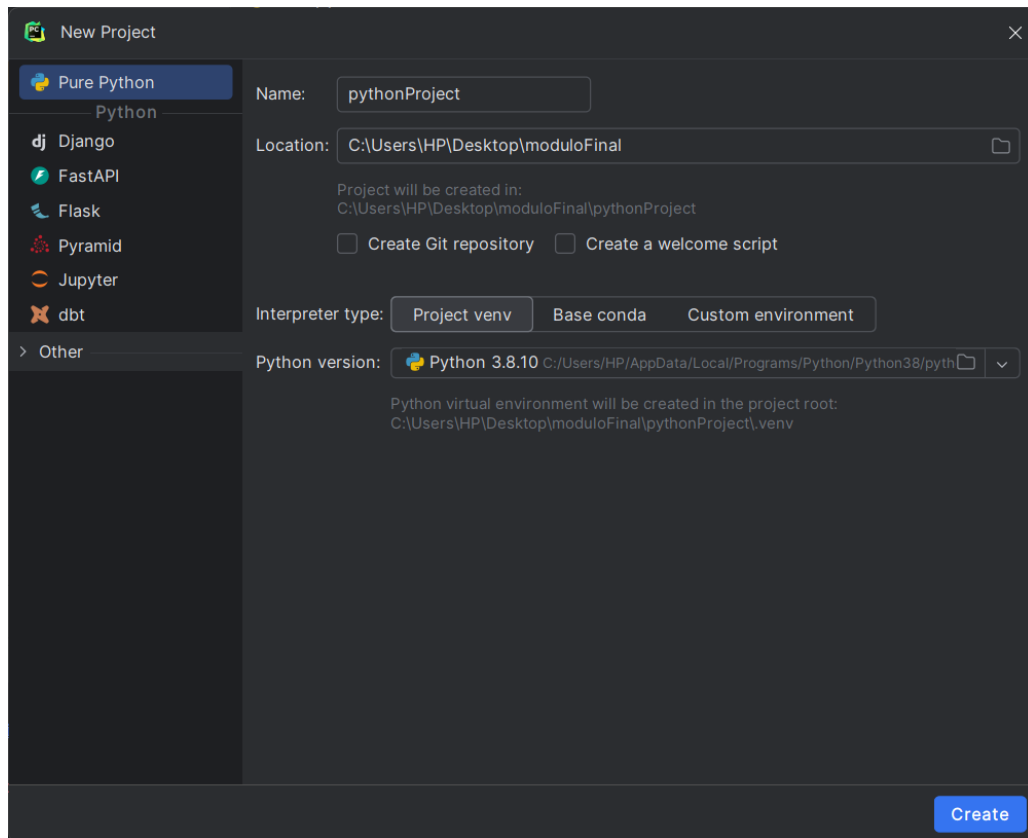 New Project
Pure Python
Python
dj Django
FastAPI
Flask
Pyramid
Jupyter
dbt
Other
Name: pythonProject
Location: C:\Users\HP\Desktop\moduloFinal
Project will be created in:
C:\Users\HP\Desktop\moduloFinal\pythonProject
Create Git repository Create a welcome script
Interpreter type: Project venv Base conda Custom environment
Python version: Python 3.8.10 C:/Users/HP/AppData/Local/Programs/Python/Python38/pyth
Python virtual environment will be created in the project root:
C:\Users\HP\Desktop\moduloFinal\pythonProject\.venv
Create